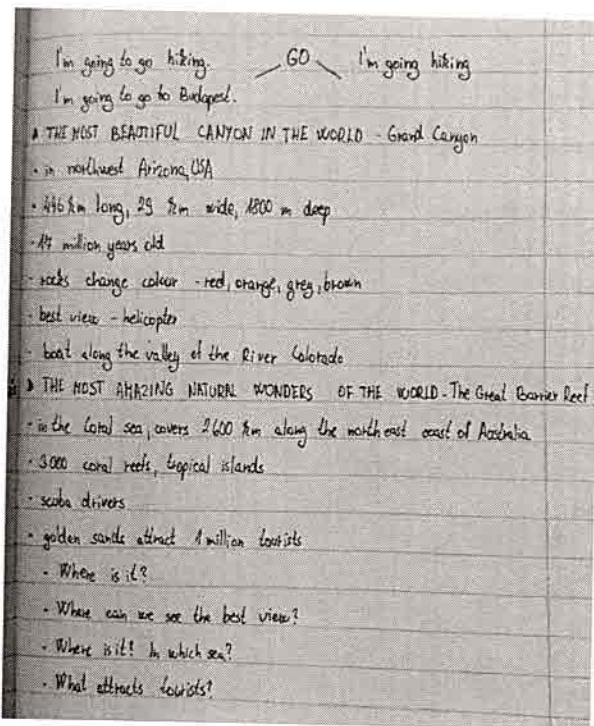 I'm going to go hiking. GO I'm going hiking
I'm going to go to Budapest.
THE MOST BEAUTIFUL CANYON IN THE WORLD - Grand Canyon
• in northwest Arizona, USA
• 446 km long, 29 km wide, 1800 m deep
• 17 million years old
- rocks change colour - red, orange, grey, brown
- best view - helicopter
- boat along the valley of the River Colorado
THE MOST AMAZING NATURAL WONDERS OF THE WORLD - The Great Barrier Reef
- in the Coral sea, covers 2600 km along the northeast coast of Australia
• 3000 coral reefs, tropical islands
- scuba drivers
- golden sands attract 1 million tourists
- Where is it?
- Where can we see the best view?
- Where is it? In which sea?
- What attracts tourists?